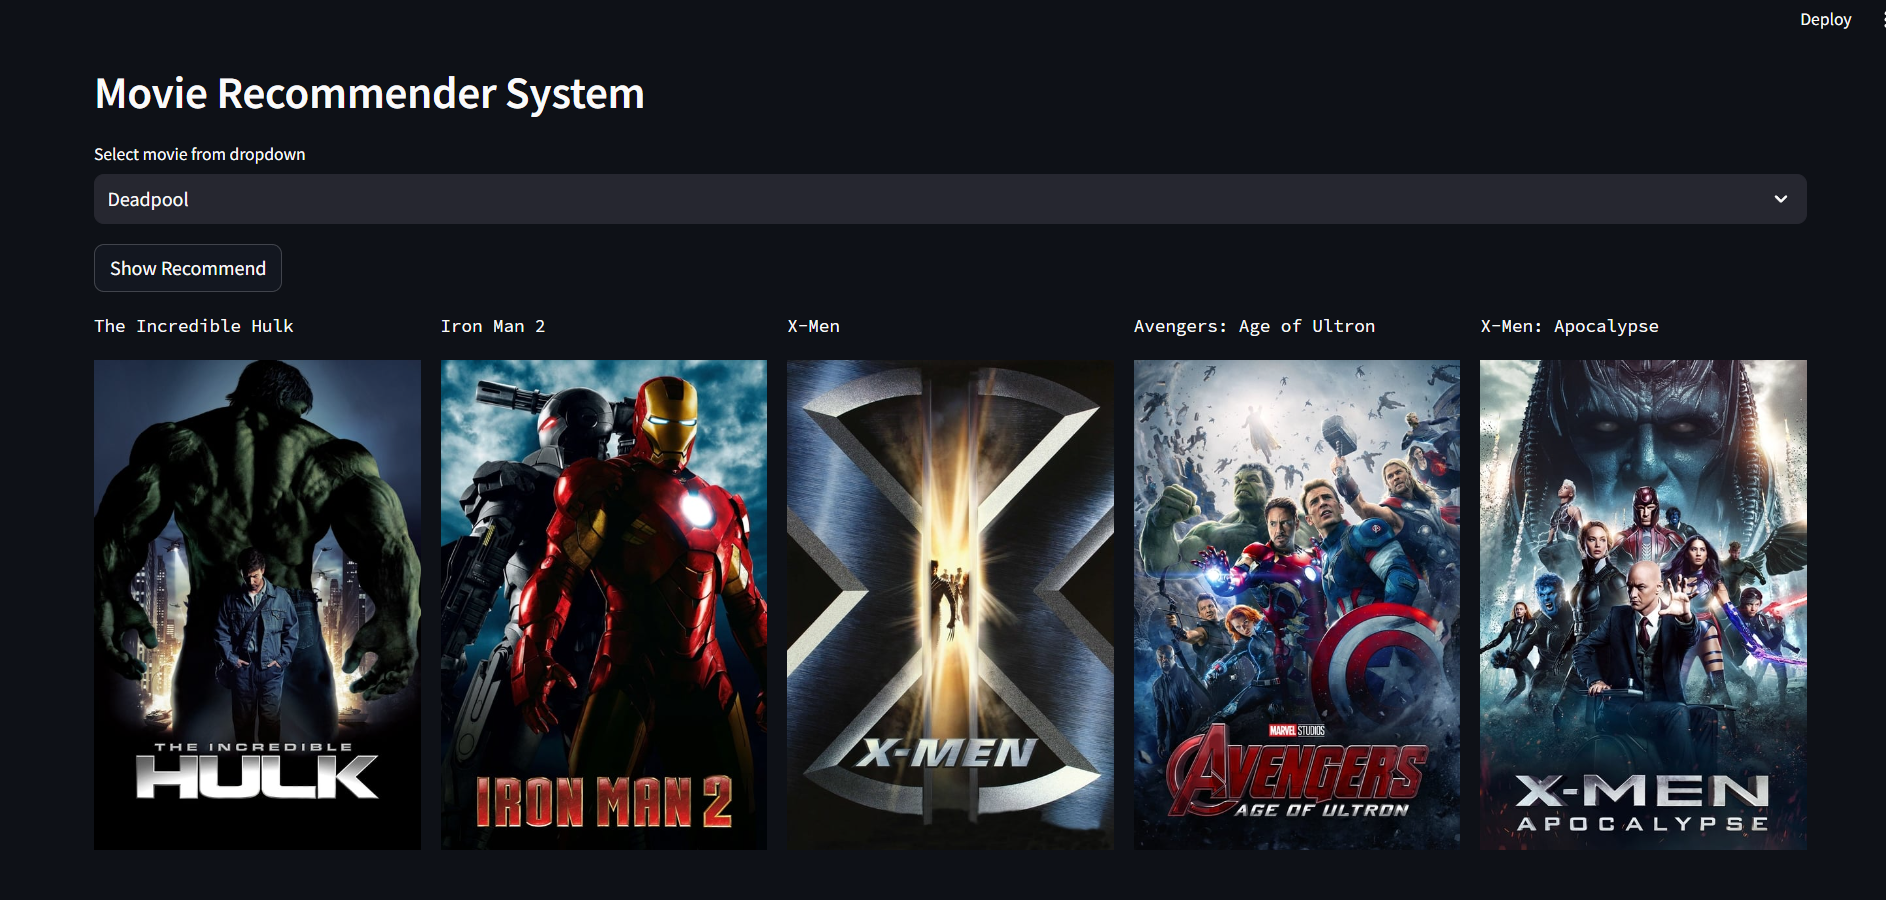 Deploy
Movie Recommender System
Select movie from dropdown
Deadpool
Show Recommend
The Incredible Hulk
Iron Man 2
X-Men
Avengers: Age of Ultron
X-Men: Apocalypse
THE INCREDIBLE
HULK
IRON MAN 2
X-MEN
MARVEL STUDIOS
AVENGERS
AGE OF ULTRON
X-MEN
APOCALYPSE